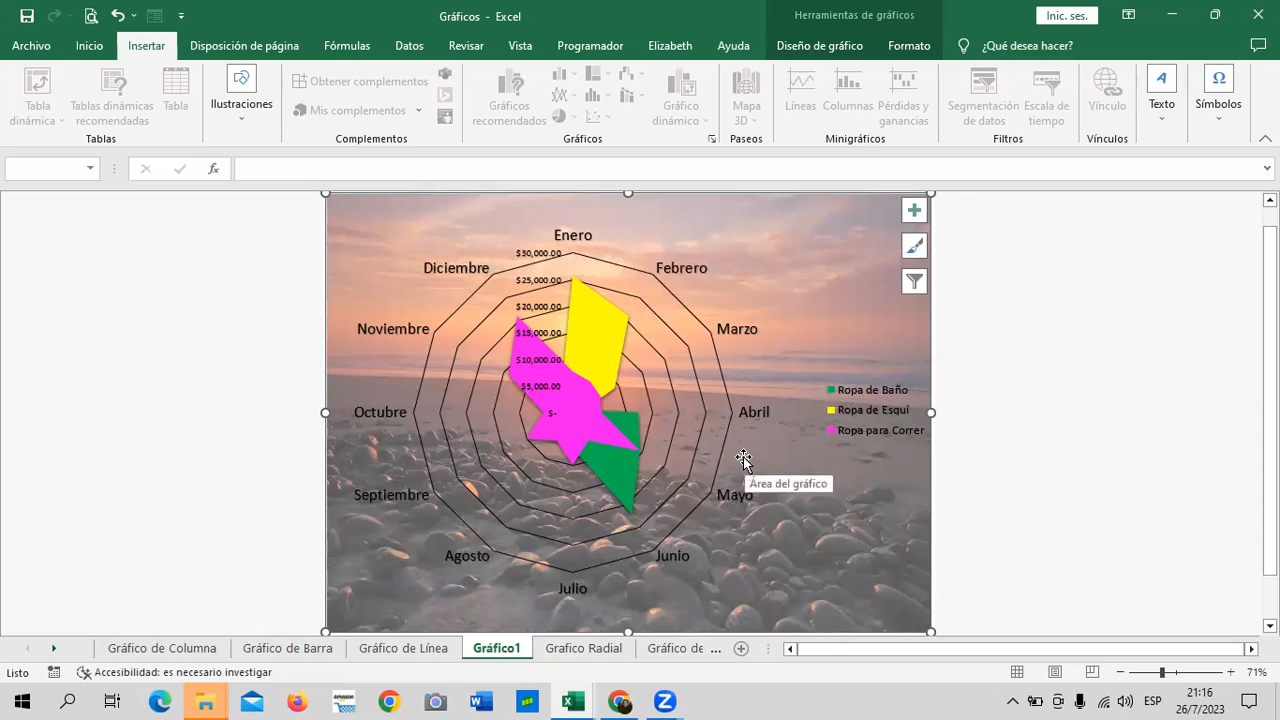 Gráficos - Excel
Herramientas de gráficos
Inic. ses.
Archivo
Inicio
Insertar
Disposición de página
Fórmulas
Datos
Revisar
Vista
Programador
Elizabeth
Ayuda
Diseño de gráfico
Formato
¿Qué desea hacer?
Tabla dinámica
Tablas dinámicas recomendadas
Tabla
Ilustraciones
Obtener complementos
Mis complementos
Gráficos recomendados
Gráfico dinámico
Mapa 3D
Líneas
Columnas
Pérdidas y ganancias
Segmentación de datos
Escala de tiempo
Vínculo
Texto
Símbolos
Tablas
Complementos
Gráficos
Paseos
Minigráficos
Filtros
Vínculos
fx
Enero
Febrero
Marzo
Abril
Mayo
Junio
Julio
Agosto
Septiembre
Octubre
Noviembre
Diciembre
$30,000.00
$25,000.00
$20,000.00
$15,000.00
$10,000.00
$5,000.00
$-
Ropa de Baño
Ropa de Esquí
Ropa para Correr
Área del gráfico
Gráfico de Columna
Gráfico de Barra
Gráfico de Línea
Gráfico1
Grafico Radial
Gráfico de
...
Listo
Accesibilidad: es necesario investigar
71%
amazon
ESP
21:16
26/7/2023